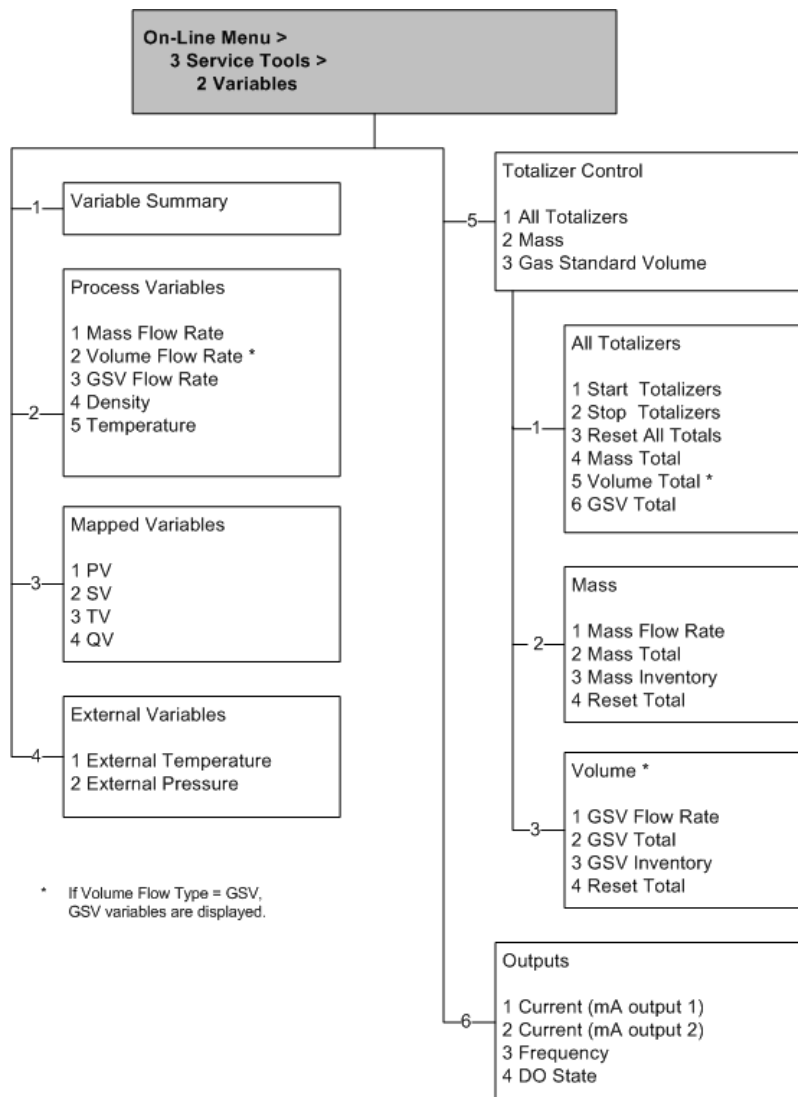 On-Line Menu >
3 Service Tools >
2 Variables
1
Variable Summary
2
Process Variables
1 Mass Flow Rate
2 Volume Flow Rate *
3 GSV Flow Rate
4 Density
5 Temperature
3
Mapped Variables
1 PV
2 SV
3 TV
4 QV
4
External Variables
1 External Temperature
2 External Pressure
* If Volume Flow Type = GSV,
GSV variables are displayed.
5
Totalizer Control
1 All Totalizers
2 Mass
3 Gas Standard Volume
1
All Totalizers
1 Start Totalizers
2 Stop Totalizers
3 Reset All Totals
4 Mass Total
5 Volume Total *
6 GSV Total
2
Mass
1 Mass Flow Rate
2 Mass Total
3 Mass Inventory
4 Reset Total
3
Volume *
1 GSV Flow Rate
2 GSV Total
3 GSV Inventory
4 Reset Total
6
Outputs
1 Current (mA output 1)
2 Current (mA output 2)
3 Frequency
4 DO State